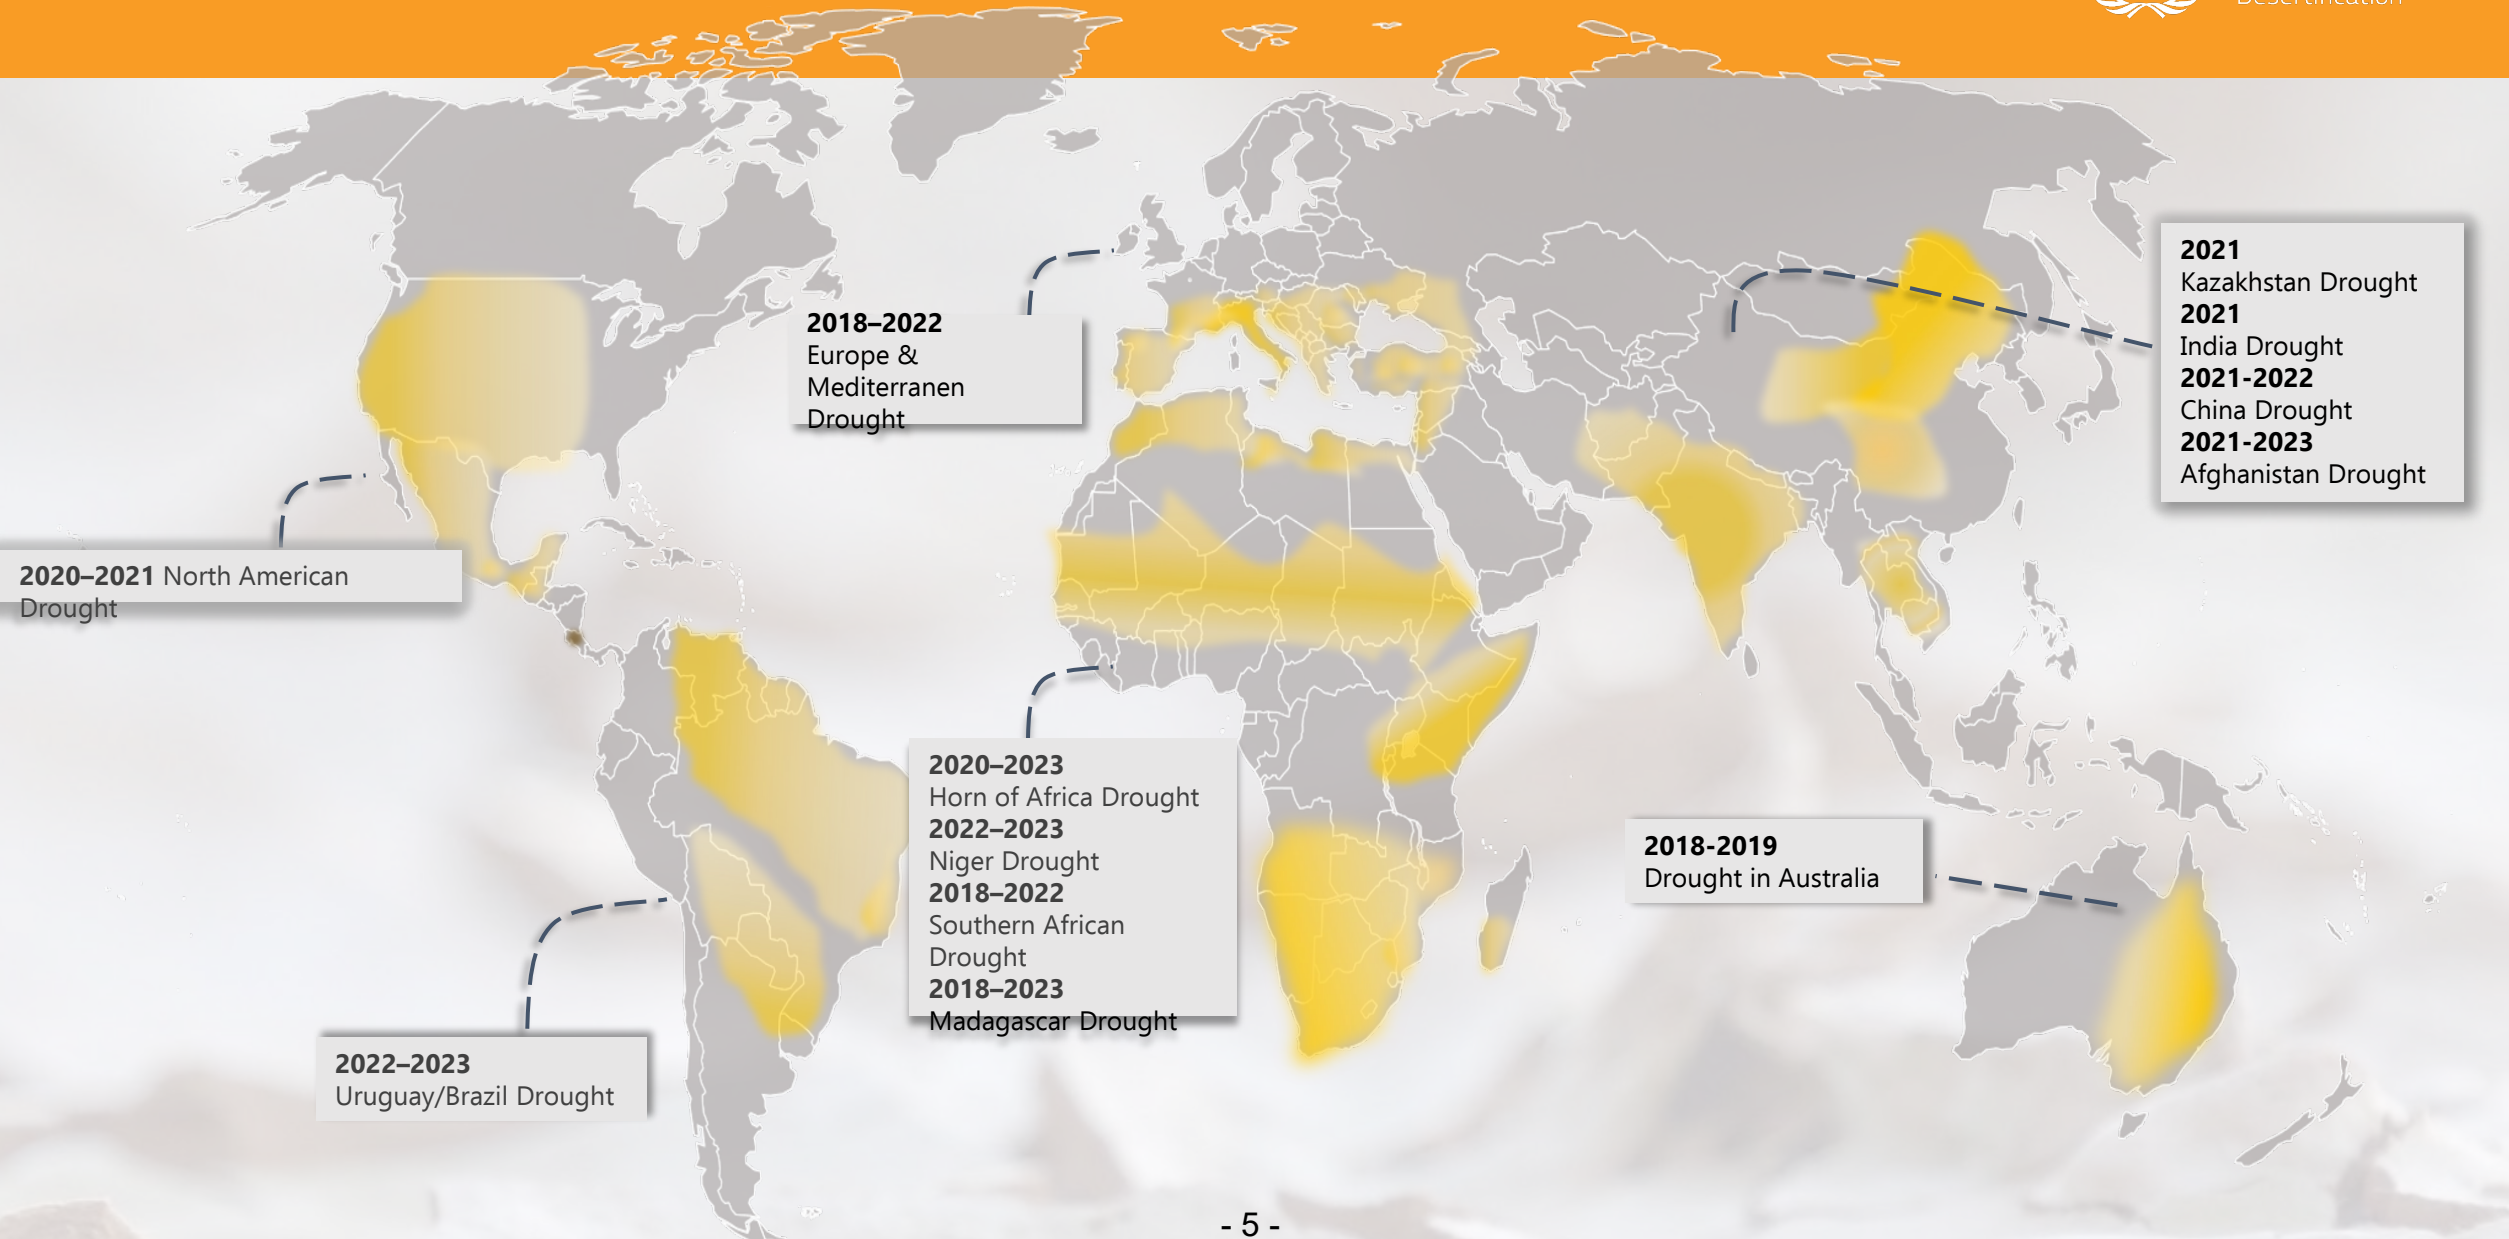 Desertification
2018–2022
Europe &
Mediterranen
Drought
2021
Kazakhstan Drought
2021
India Drought
2021-2022
China Drought
2021-2023
Afghanistan Drought
2020–2021 North American
Drought
2020–2023
Horn of Africa Drought
2022–2023
Niger Drought
2018–2022
Southern African
Drought
2018–2023
Madagascar Drought
2018-2019
Drought in Australia
2022–2023
Uruguay/Brazil Drought
- 5 -